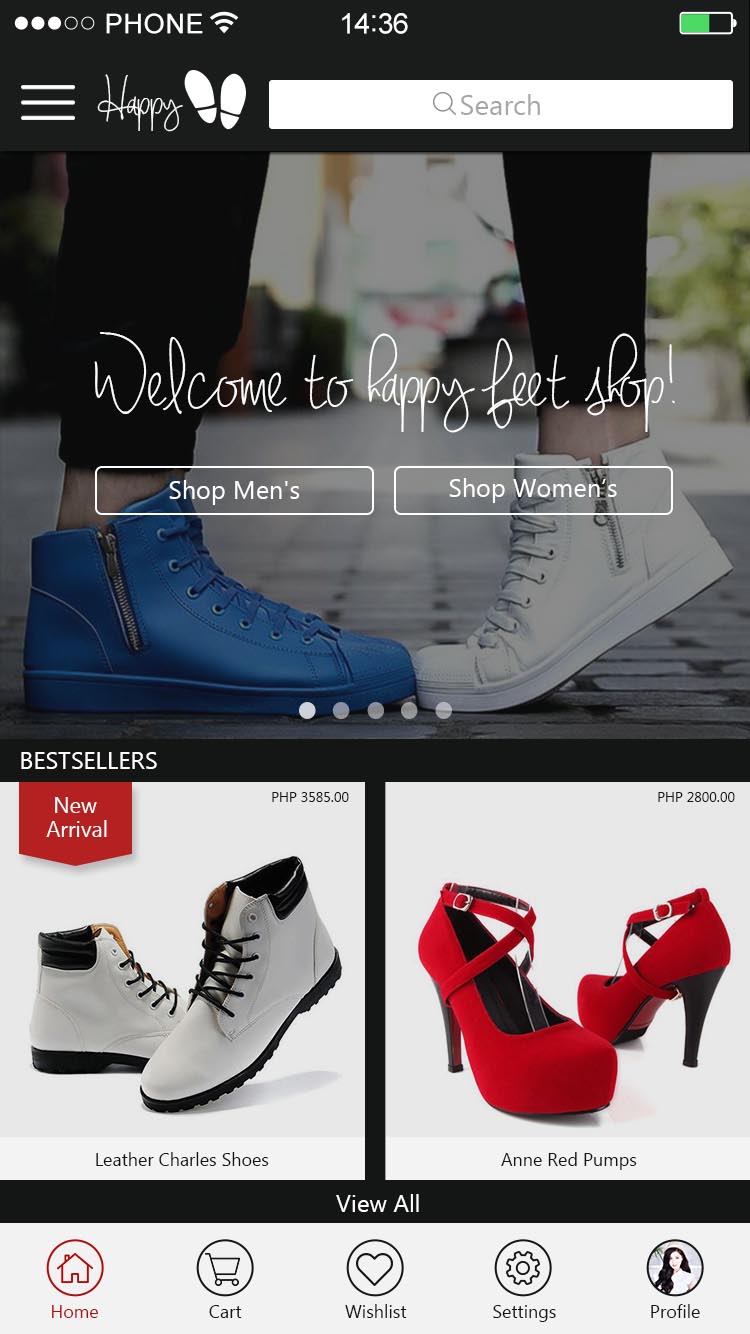 PHONE 14:36
Happy
Search
Welcome to happy feet shop!
Shop Men's
Shop Women's
BESTSELLERS
New
Arrival
PHP 3585.00
PHP 2800.00
Leather Charles Shoes
Anne Red Pumps
View All
Home
Cart
Wishlist
Settings
Profile